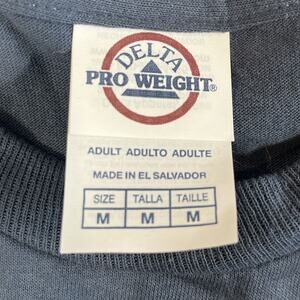 DELTA
PRO WEIGHT®
ADULT ADULTO ADULTE
MADE IN EL SALVADOR
SIZE TALLA TAILLE
M M M